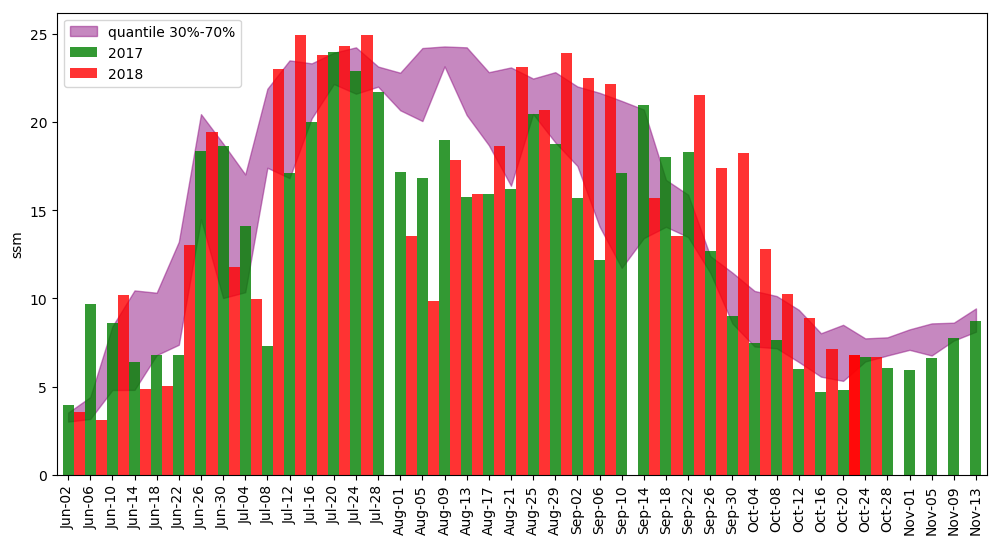 quantile 30%-70%
2017
2018
ssm
25
20
15
10
5
0
Jun-02
Jun-06
Jun-10
Jun-14
Jun-18
Jun-22
Jun-26
Jun-30
Jul-04
Jul-08
Jul-12
Jul-16
Jul-20
Jul-24
Jul-28
Aug-01
Aug-05
Aug-09
Aug-13
Aug-17
Aug-21
Aug-25
Aug-29
Sep-02
Sep-06
Sep-10
Sep-14
Sep-18
Sep-22
Sep-26
Sep-30
Oct-04
Oct-08
Oct-12
Oct-16
Oct-20
Oct-24
Oct-28
Nov-01
Nov-05
Nov-09
Nov-13